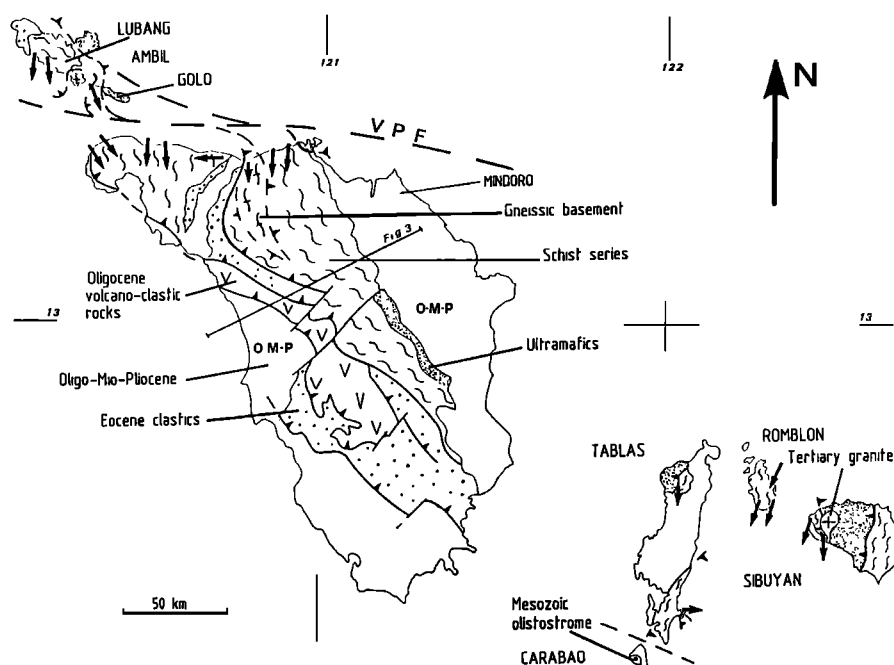 LUBANG
AMBIL
GOLO
121
122
N
V P F
MINDORO
Gneissic basement
Fig 3
Schist series
Oligocene
volcano-clastic
rocks
13
O-M-P
13
O M-P
Ultramafics
Oligo-Mio-Pliocene
Eocene clastics
TABLAS
ROMBLON
Tertiary granite
SIBUYAN
50 km
Mesozoic
olistostrome
CARABAO